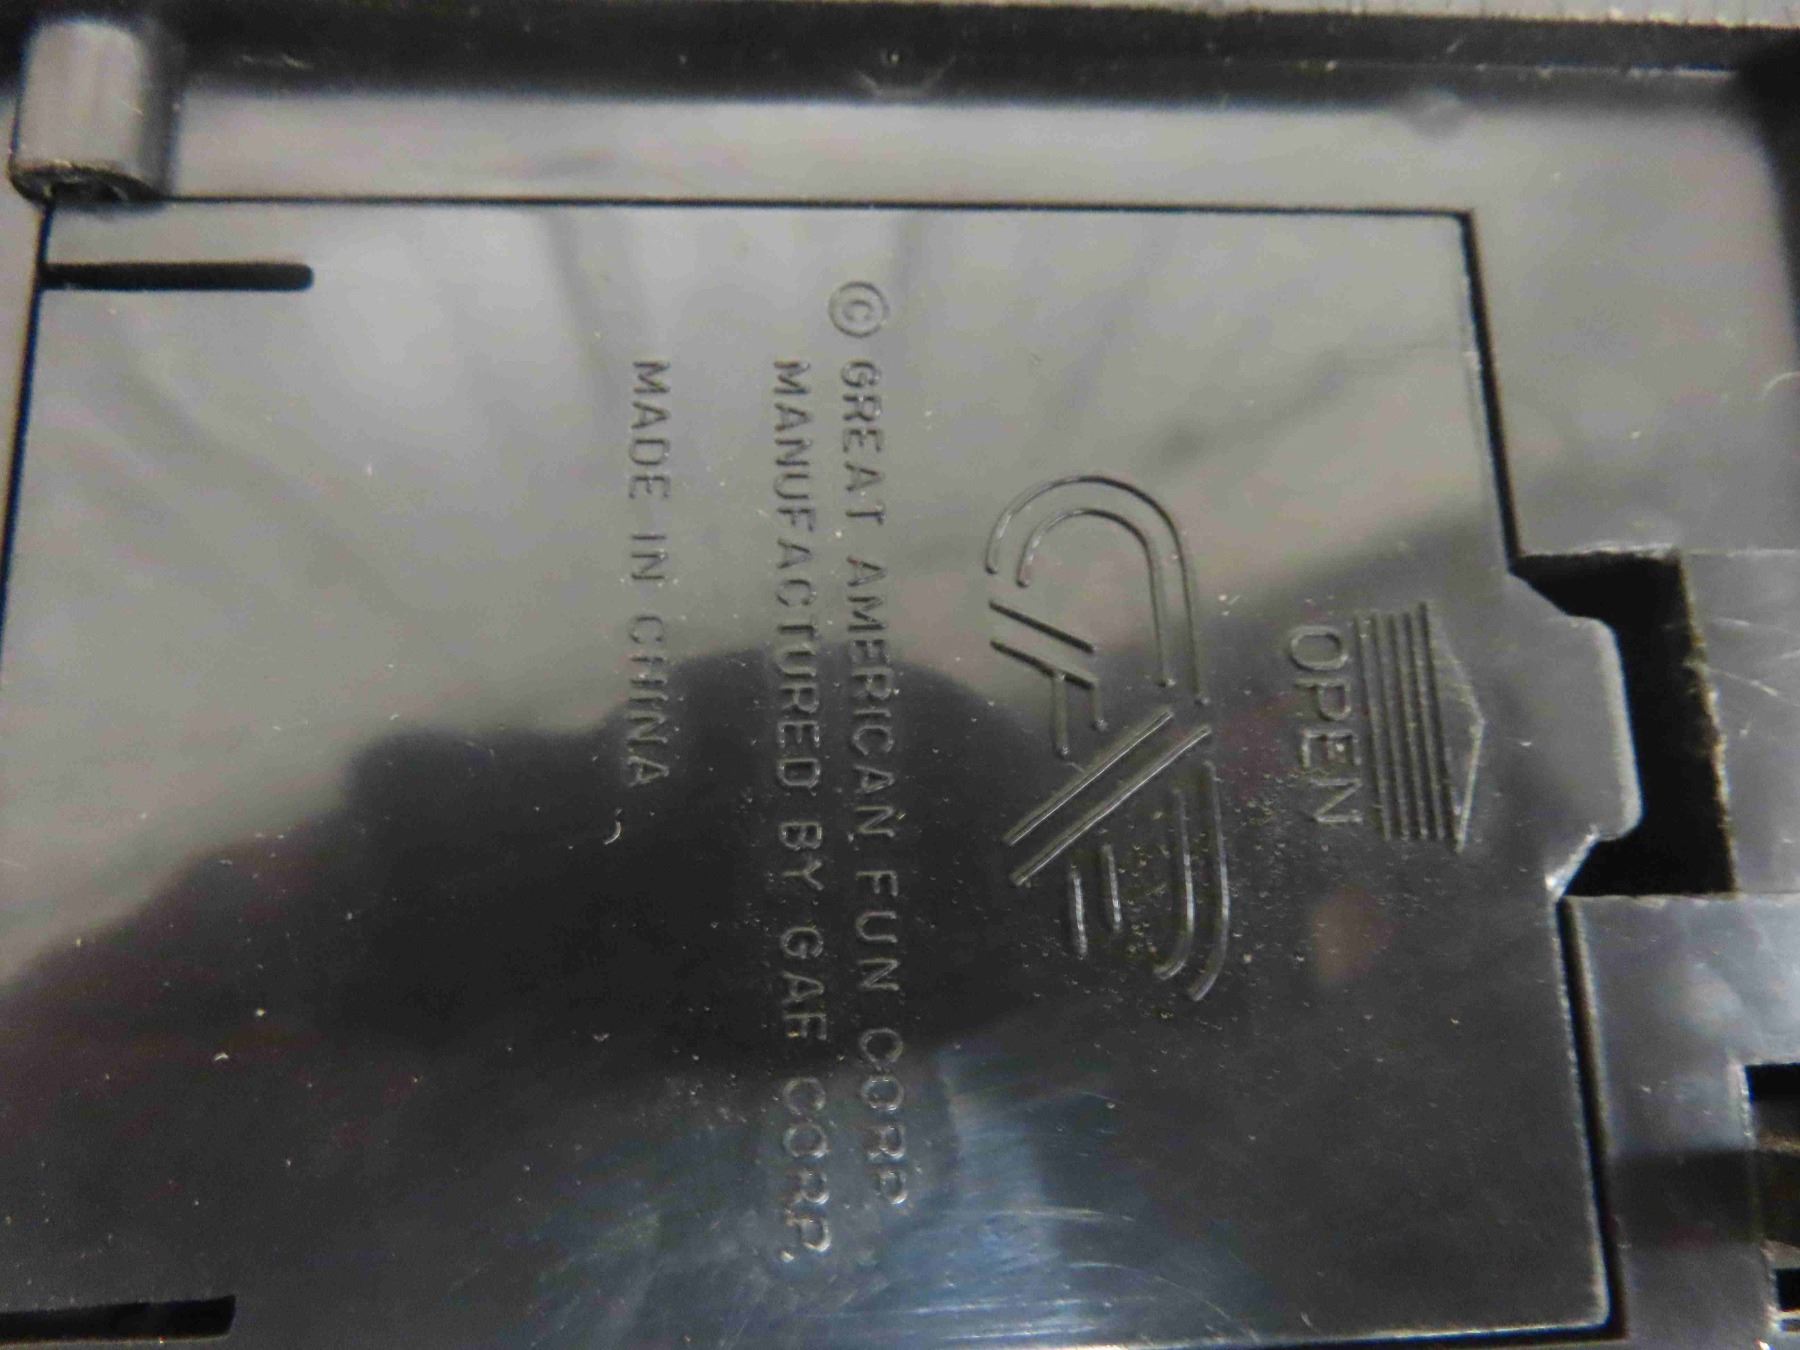 OPEN
© GREAT AMERICAN FUN CORP
MANUFACTURED BY GAF CORP.
MADE IN CHINA